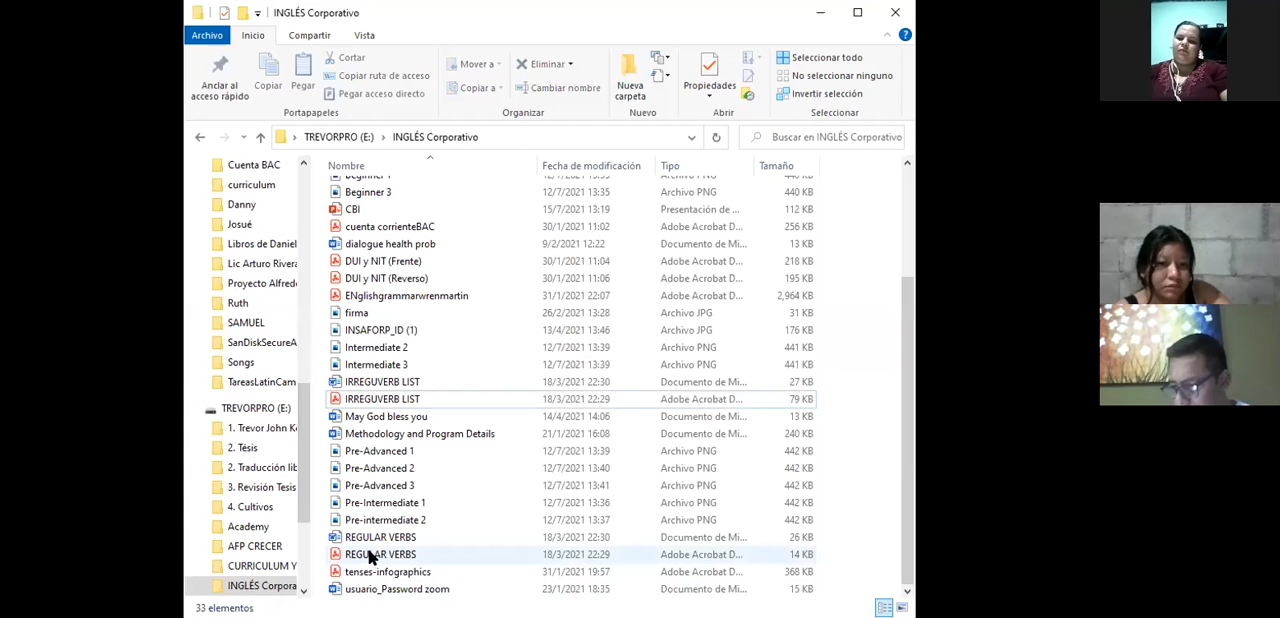 INGLÉS Corporativo
Archivo Inicio Compartir Vista
Anclar al acceso rápido
Copiar
Pegar
Cortar
Copiar ruta de acceso
Pegar acceso directo
Portapapeles
Mover a
Copiar a
Eliminar
Cambiar nombre
Organizar
Nueva carpeta
Nuevo
Propiedades
Abrir
Seleccionar todo
No seleccionar ninguno
Invertir selección
Seleccionar
TREVORPRO (E:) > INGLÉS Corporativo
Buscar en INGLÉS Corporativo
Cuenta BAC
curriculum
Danny
Josué
Libros de Daniel
Lic Arturo Rivera
Proyecto Alfred
Ruth
SAMUEL
SanDiskSecureA
Songs
TareasLatinCam
TREVORPRO (E:)
1. Trevor John K
2. Tésis
2. Traducción lib
3. Revisión Tesis
4. Cultivos
Academy
AFP CRECER
CURRICULUM Y
INGLÉS Corpora
Nombre Fecha de modificación Tipo Tamaño
Beginner 1 12/7/2021 13:35 Archivo PNG 440 KB
Beginner 3 12/7/2021 13:35 Archivo PNG 440 KB
CBI 15/7/2021 13:19 Presentación de ... 112 KB
cuenta corrienteBAC 30/1/2021 11:02 Adobe Acrobat D... 256 KB
dialogue health prob 9/2/2021 12:22 Documento de Mi... 13 KB
DUI y NIT (Frente) 30/1/2021 11:04 Adobe Acrobat D... 218 KB
DUI y NIT (Reverso) 30/1/2021 11:06 Adobe Acrobat D... 195 KB
ENglishgrammarwrenmartin 31/1/2021 22:07 Adobe Acrobat D... 2,964 KB
firma 26/2/2021 13:28 Archivo JPG 31 KB
INSAFORP_ID (1) 13/4/2021 13:46 Archivo JPG 176 KB
Intermediate 2 12/7/2021 13:39 Archivo PNG 441 KB
Intermediate 3 12/7/2021 13:39 Archivo PNG 441 KB
IRREGUVERB LIST 18/3/2021 22:30 Documento de Mi... 27 KB
IRREGUVERB LIST 18/3/2021 22:29 Adobe Acrobat D... 79 KB
May God bless you 14/4/2021 14:06 Documento de Mi... 13 KB
Methodology and Program Details 21/1/2021 16:08 Documento de Mi... 240 KB
Pre-Advanced 1 12/7/2021 13:39 Archivo PNG 442 KB
Pre-Advanced 2 12/7/2021 13:40 Archivo PNG 442 KB
Pre-Advanced 3 12/7/2021 13:41 Archivo PNG 442 KB
Pre-Intermediate 1 12/7/2021 13:36 Archivo PNG 442 KB
Pre-intermediate 2 12/7/2021 13:37 Archivo PNG 442 KB
REGULAR VERBS 18/3/2021 22:30 Documento de Mi... 26 KB
REGULAR VERBS 18/3/2021 22:29 Adobe Acrobat D... 14 KB
tenses-infographics 31/1/2021 19:57 Adobe Acrobat D... 368 KB
usuario_Password zoom 23/1/2021 18:35 Documento de Mi... 15 KB
33 elementos